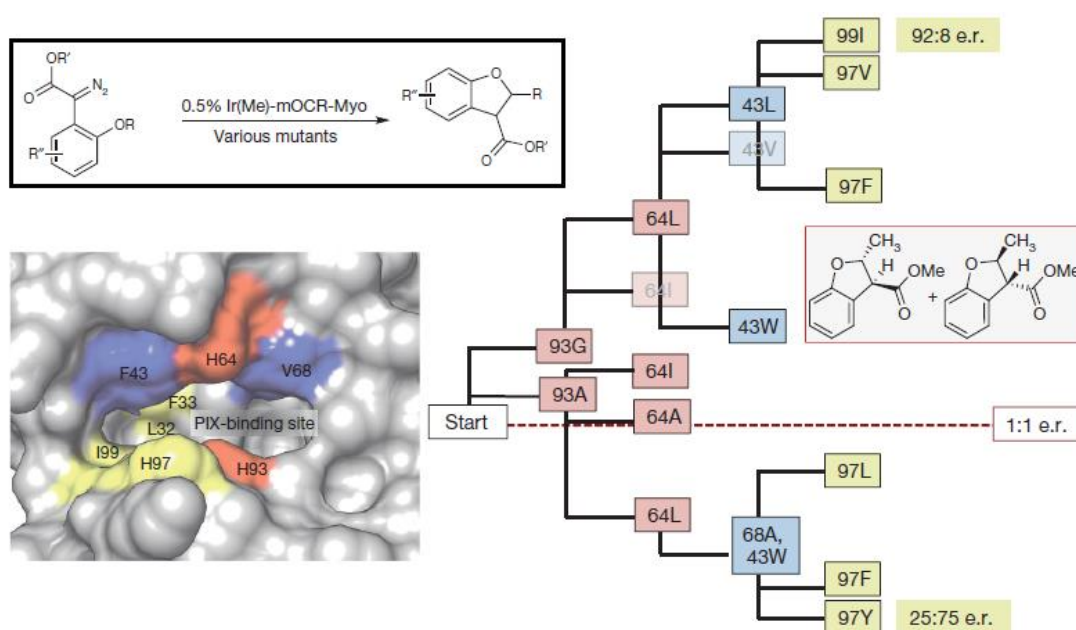 OR'
O
N2
OR
R"
0.5% Ir(Me)-mOCR-Myo
Various mutants
O
R"
R
O
OR'
99I
92:8 e.r.
97V
43L
43V
97F
64L
64I
43W
CH3
O
H
OMe
O
+
CH3
O
H
OMe
O
F43
H64
V68
F33
PIX-binding site
L32
I99
H97
H93
93G
64I
93A
Start
64A
1:1 e.r.
97L
64L
68A,
43W
97F
97Y
25:75 e.r.